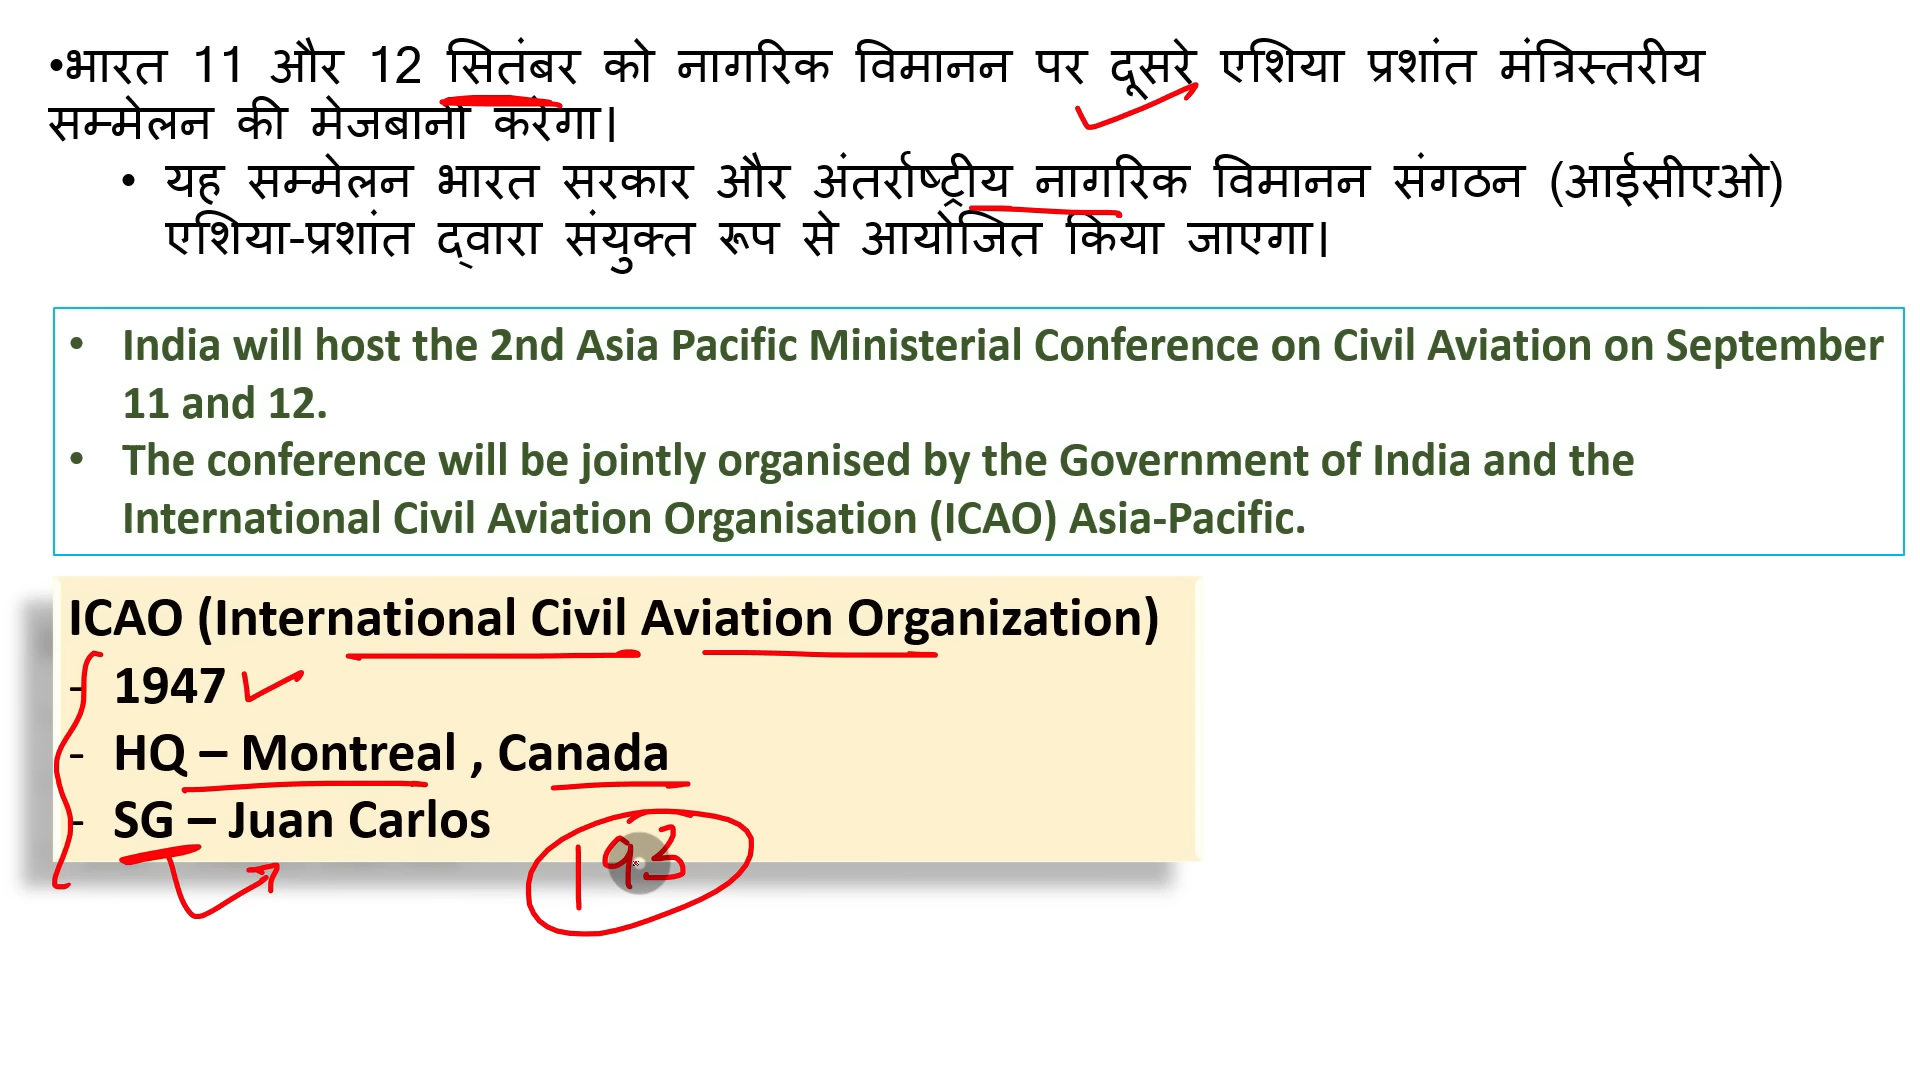 •भारत 11 और 12 सितंबर को नागरिक विमानन पर दूसरे एशिया प्रशांत मंत्रिस्तरीय
सम्मेलन की मेजबानी करेगा।
• यह सम्मेलन भारत सरकार और अंतर्राष्ट्रीय नागरिक विमानन संगठन (आईसीएओ)
एशिया-प्रशांत द्वारा संयुक्त रूप से आयोजित किया जाएगा।
• India will host the 2nd Asia Pacific Ministerial Conference on Civil Aviation on September
11 and 12.
• The conference will be jointly organised by the Government of India and the
International Civil Aviation Organisation (ICAO) Asia-Pacific.
ICAO (International Civil Aviation Organization)
- 1947
- HQ – Montreal , Canada
- SG – Juan Carlos
193